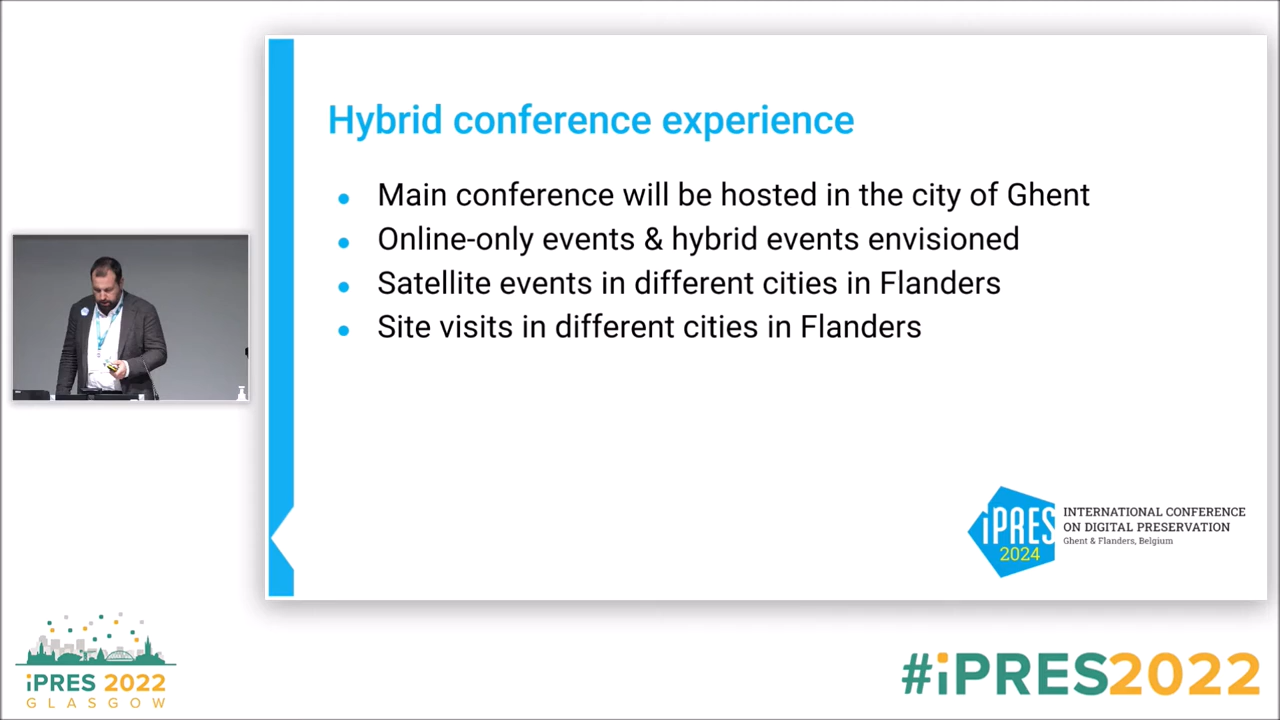 Hybrid conference experience
Main conference will be hosted in the city of Ghent
Online-only events & hybrid events envisioned
Satellite events in different cities in Flanders
Site visits in different cities in Flanders
iPRES
2024
INTERNATIONAL CONFERENCE
ON DIGITAL PRESERVATION
Ghent & Flanders, Belgium
iPRES 2022
GLASGOW
#iPRES2022